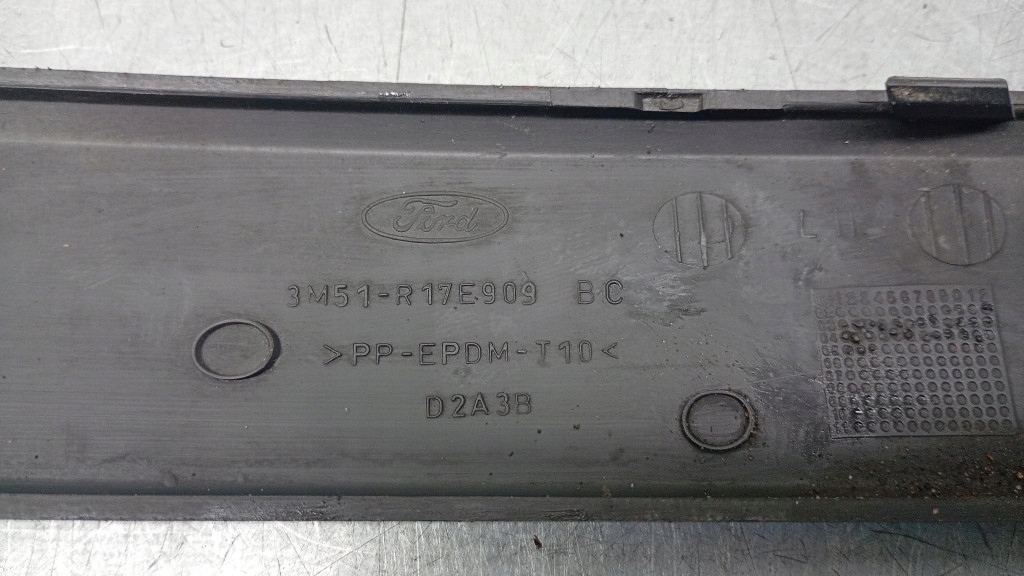 Ford
3M51-R17E909 BC
>PP-EPDM-T10<
D2A3B